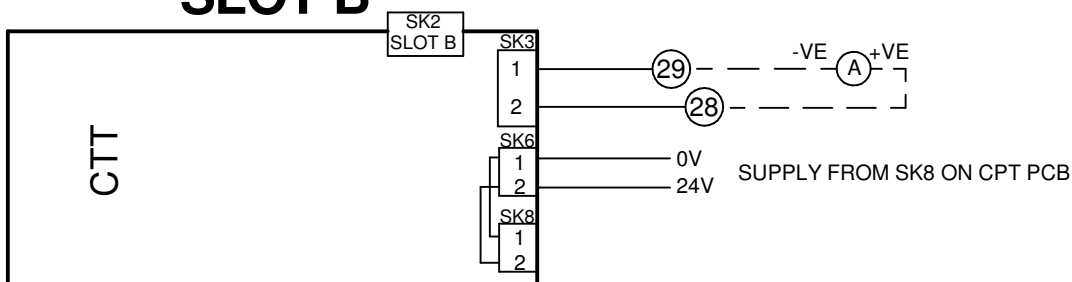 SLOT B
SK2
SLOT B
SK3
1
29
-VE
A
+VE
2
28
CTT
SK6
1
0V
2
24V
SUPPLY FROM SK8 ON CPT PCB
SK8
1
2